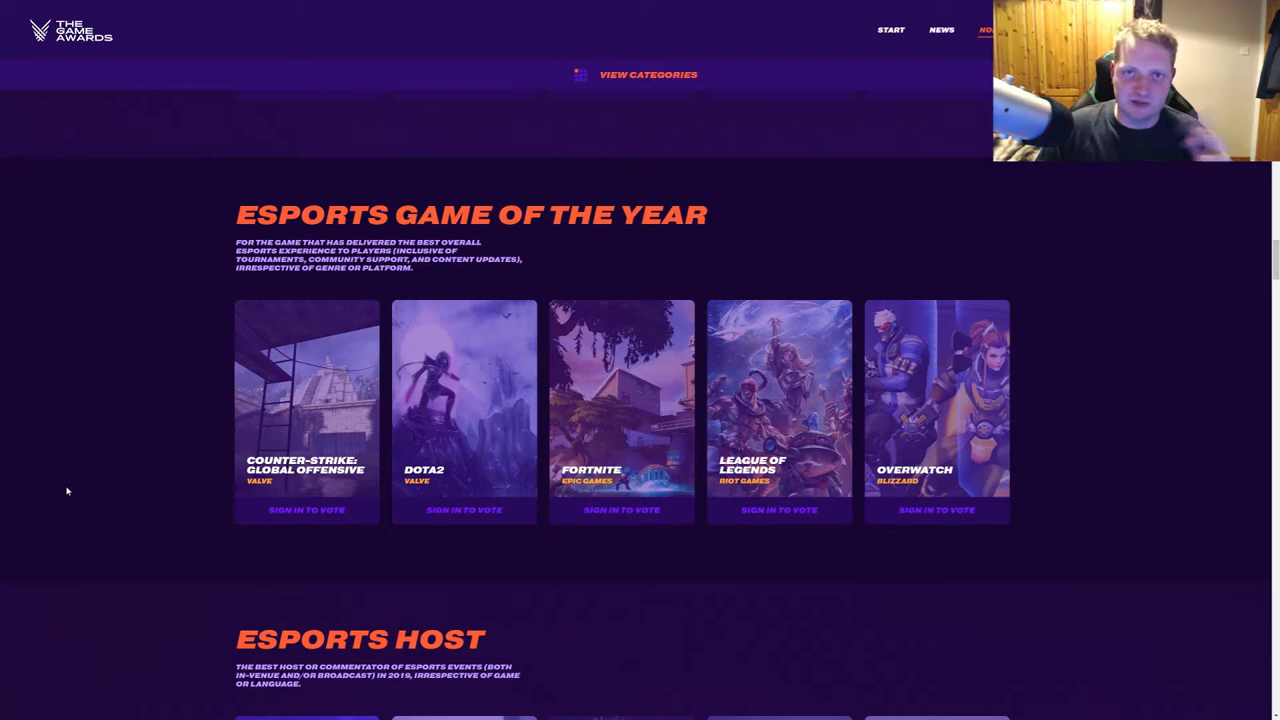 THE
GAME
AWARDS
START
NEWS
VIEW CATEGORIES
ESPORTS GAME OF THE YEAR
FOR THE GAME THAT HAS DELIVERED THE BEST OVERALL
ESPORTS EXPERIENCE TO PLAYERS (INCLUSIVE OF
TOURNAMENTS, COMMUNITY SUPPORT, AND CONTENT UPDATES),
IRRESPECTIVE OF GENRE OR PLATFORM.
COUNTER-STRIKE:
GLOBAL OFFENSIVE
VALVE
SIGN IN TO VOTE
DOTA2
VALVE
SIGN IN TO VOTE
FORTNITE
EPIC GAMES
SIGN IN TO VOTE
LEAGUE OF
LEGENDS
RIOT GAMES
SIGN IN TO VOTE
OVERWATCH
BLIZZARD
SIGN IN TO VOTE
ESPORTS HOST
THE BEST HOST OR COMMENTATOR OF ESPORTS EVENTS (BOTH
IN-VENUE AND/OR BROADCAST) IN 2019, IRRESPECTIVE OF GAME
OR LANGUAGE.